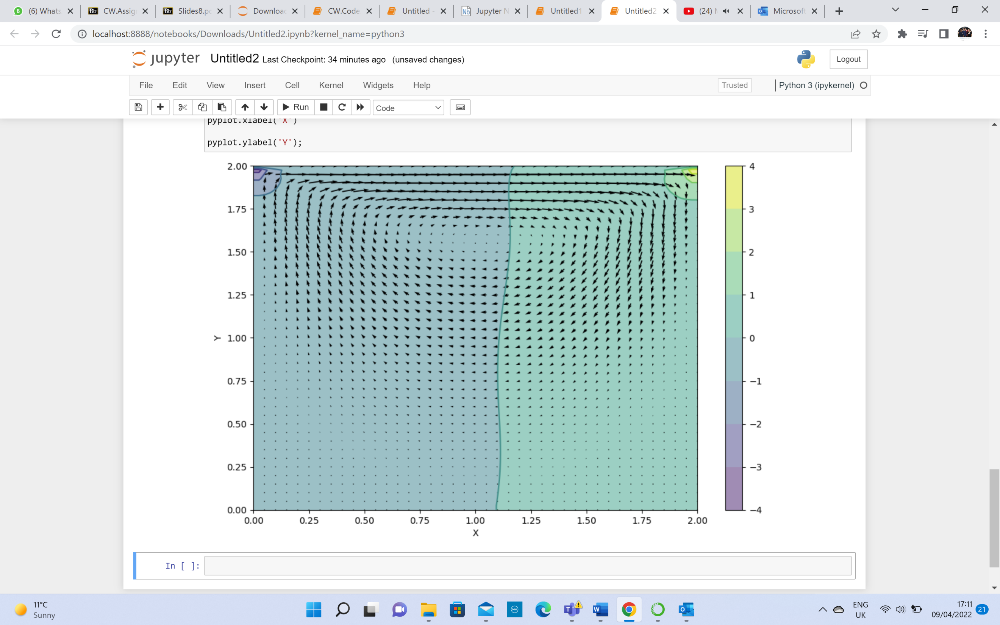 (6) Whats
CW.Assig
Slides8.pd
Downloac
CW.Code
Untitled -
Jupyter N
Untitled1
Untitled2
(24)
Microsoft
localhost:8888/notebooks/Downloads/Untitled2.ipynb?kernel_name=python3
jupyter Untitled2 Last Checkpoint: 34 minutes ago (unsaved changes)
Logout
File Edit View Insert Cell Kernel Widgets Help
Trusted
Python 3 (ipykernel)
Run
Code
pyplot.xlabel('X')
pyplot.ylabel('Y');
2.00
1.75
1.50
1.25
1.00
0.75
0.50
0.25
0.00
Y
0.00 0.25 0.50 0.75 1.00 1.25 1.50 1.75 2.00
X
4
3
2
1
0
−1
−2
−3
−4
In [ ]:
11°C
Sunny
ENG
UK
17:11
09/04/2022
21